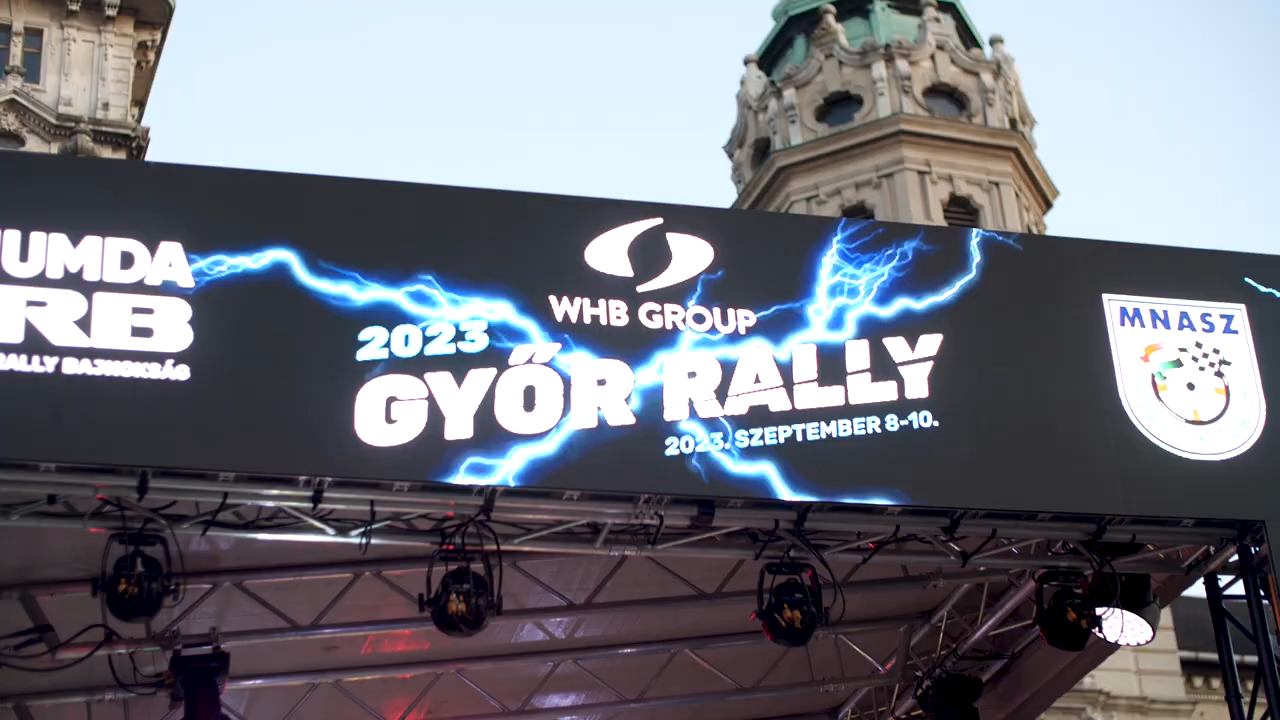 UMDA
RB
RALLY BAJNOKSÁG
WHB GROUP
2023
GYŐR RALLY
2023. SZEPTEMBER 8-10.
MNASZ